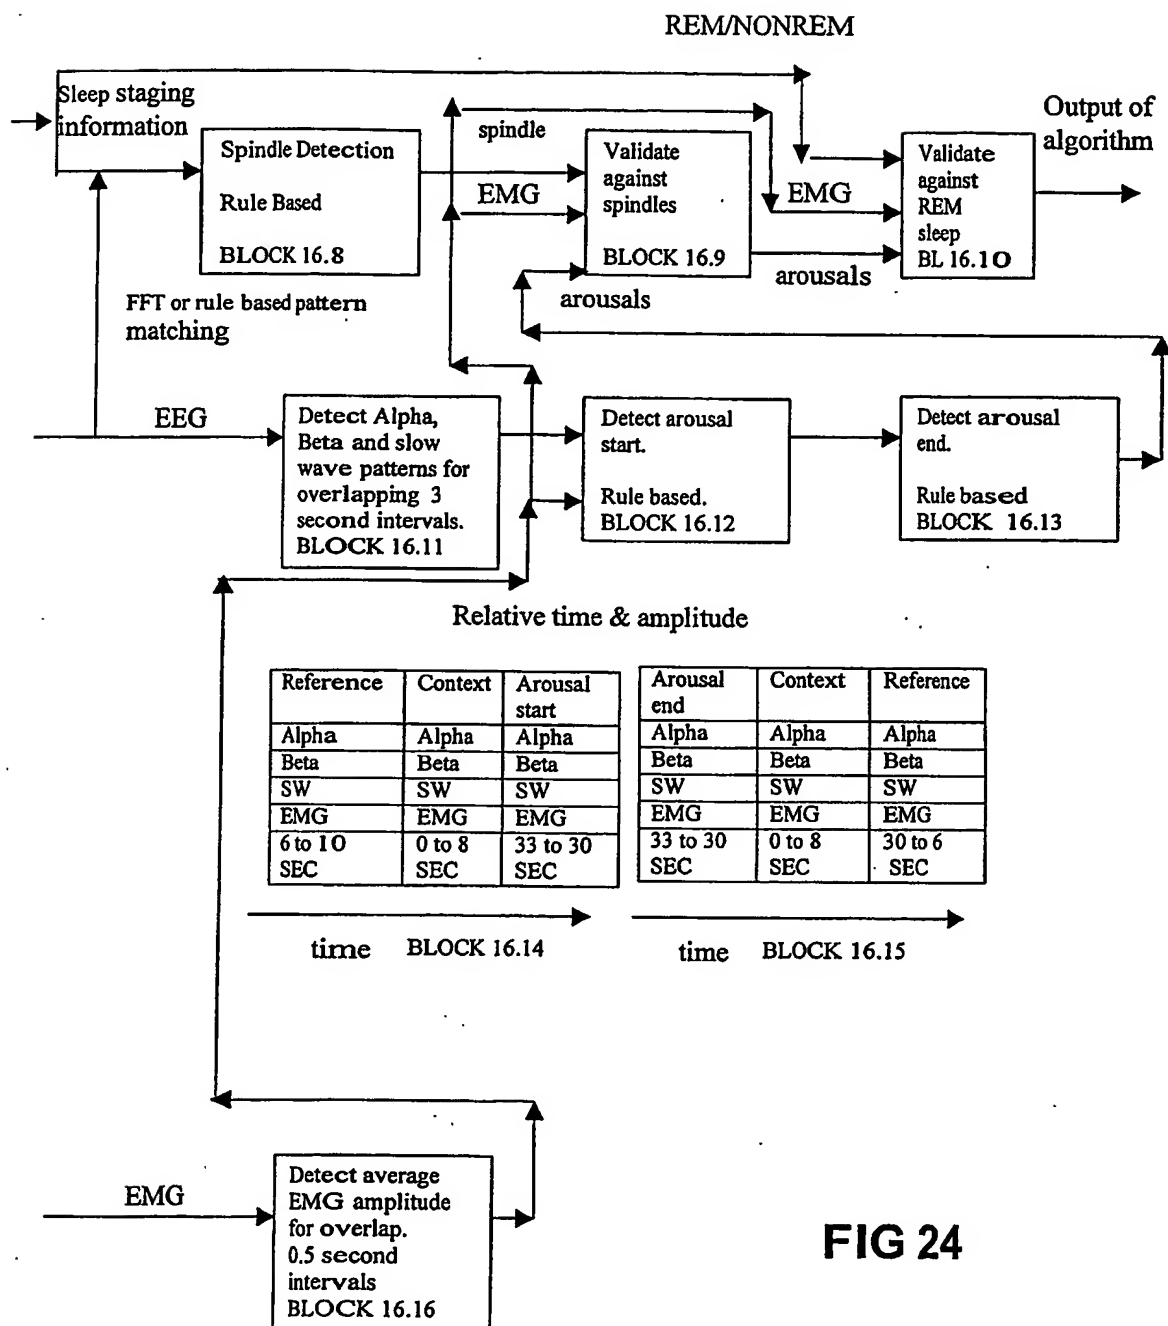 REM/NONREM
Sleep staging
information
Spindle Detection
Rule Based
BLOCK 16.8
spindle
EMG
Validate
against
spindles
BLOCK 16.9
EMG
arousals
Validate
against
REM
sleep
BL 16.10
Output of
algorithm
arousals
FFT or rule based pattern
matching
EEG
Detect Alpha,
Beta and slow
wave patterns for
overlapping 3
second intervals.
BLOCK 16.11
Detect arousal
start.
Rule based.
BLOCK 16.12
Detect arousal
end.
Rule based
BLOCK 16.13
Relative time & amplitude
Reference Context Arousal
start
Alpha Alpha Alpha
Beta Beta Beta
SW SW SW
EMG EMG EMG
6 to 10 0 to 8 33 to 30
SEC SEC SEC
time BLOCK 16.14
Arousal Context Reference
end
Alpha Alpha Alpha
Beta Beta Beta
SW SW SW
EMG EMG EMG
33 to 30 0 to 8 30 to 6
SEC SEC SEC
time BLOCK 16.15
EMG
Detect average
EMG amplitude
for overlap.
0.5 second
intervals
BLOCK 16.16
FIG 24